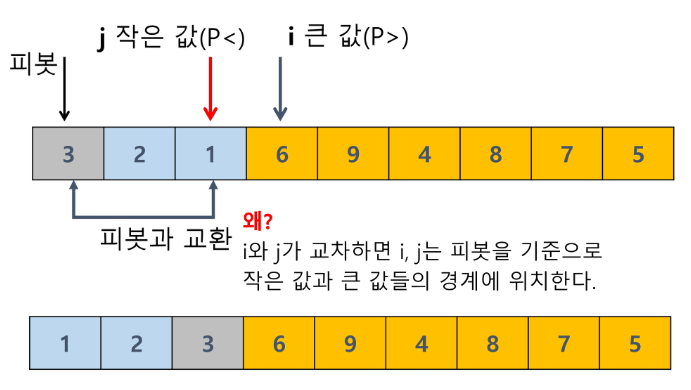 j 작은 값(P<) i 큰 값(P>)
피봇
3 2 1 6 9 4 8 7 5
피봇과 교환
왜?
i와 j가 교차하면 i, j는 피봇을 기준으로
작은 값과 큰 값들의 경계에 위치한다.
1 2 3 6 9 4 8 7 5